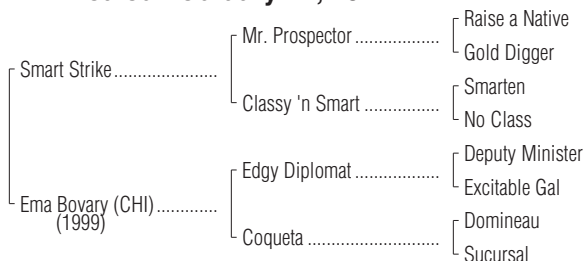 Raise a Native
Mr. Prospector ..................
Gold Digger
Smart Strike......................
Smarten
Classy 'n Smart ................
No Class
Deputy Minister
Edgy Diplomat ..................
Excitable Gal
Ema Bovary (CHI).............
(1999)
Domineau
Coqueta ............................
Sucursal